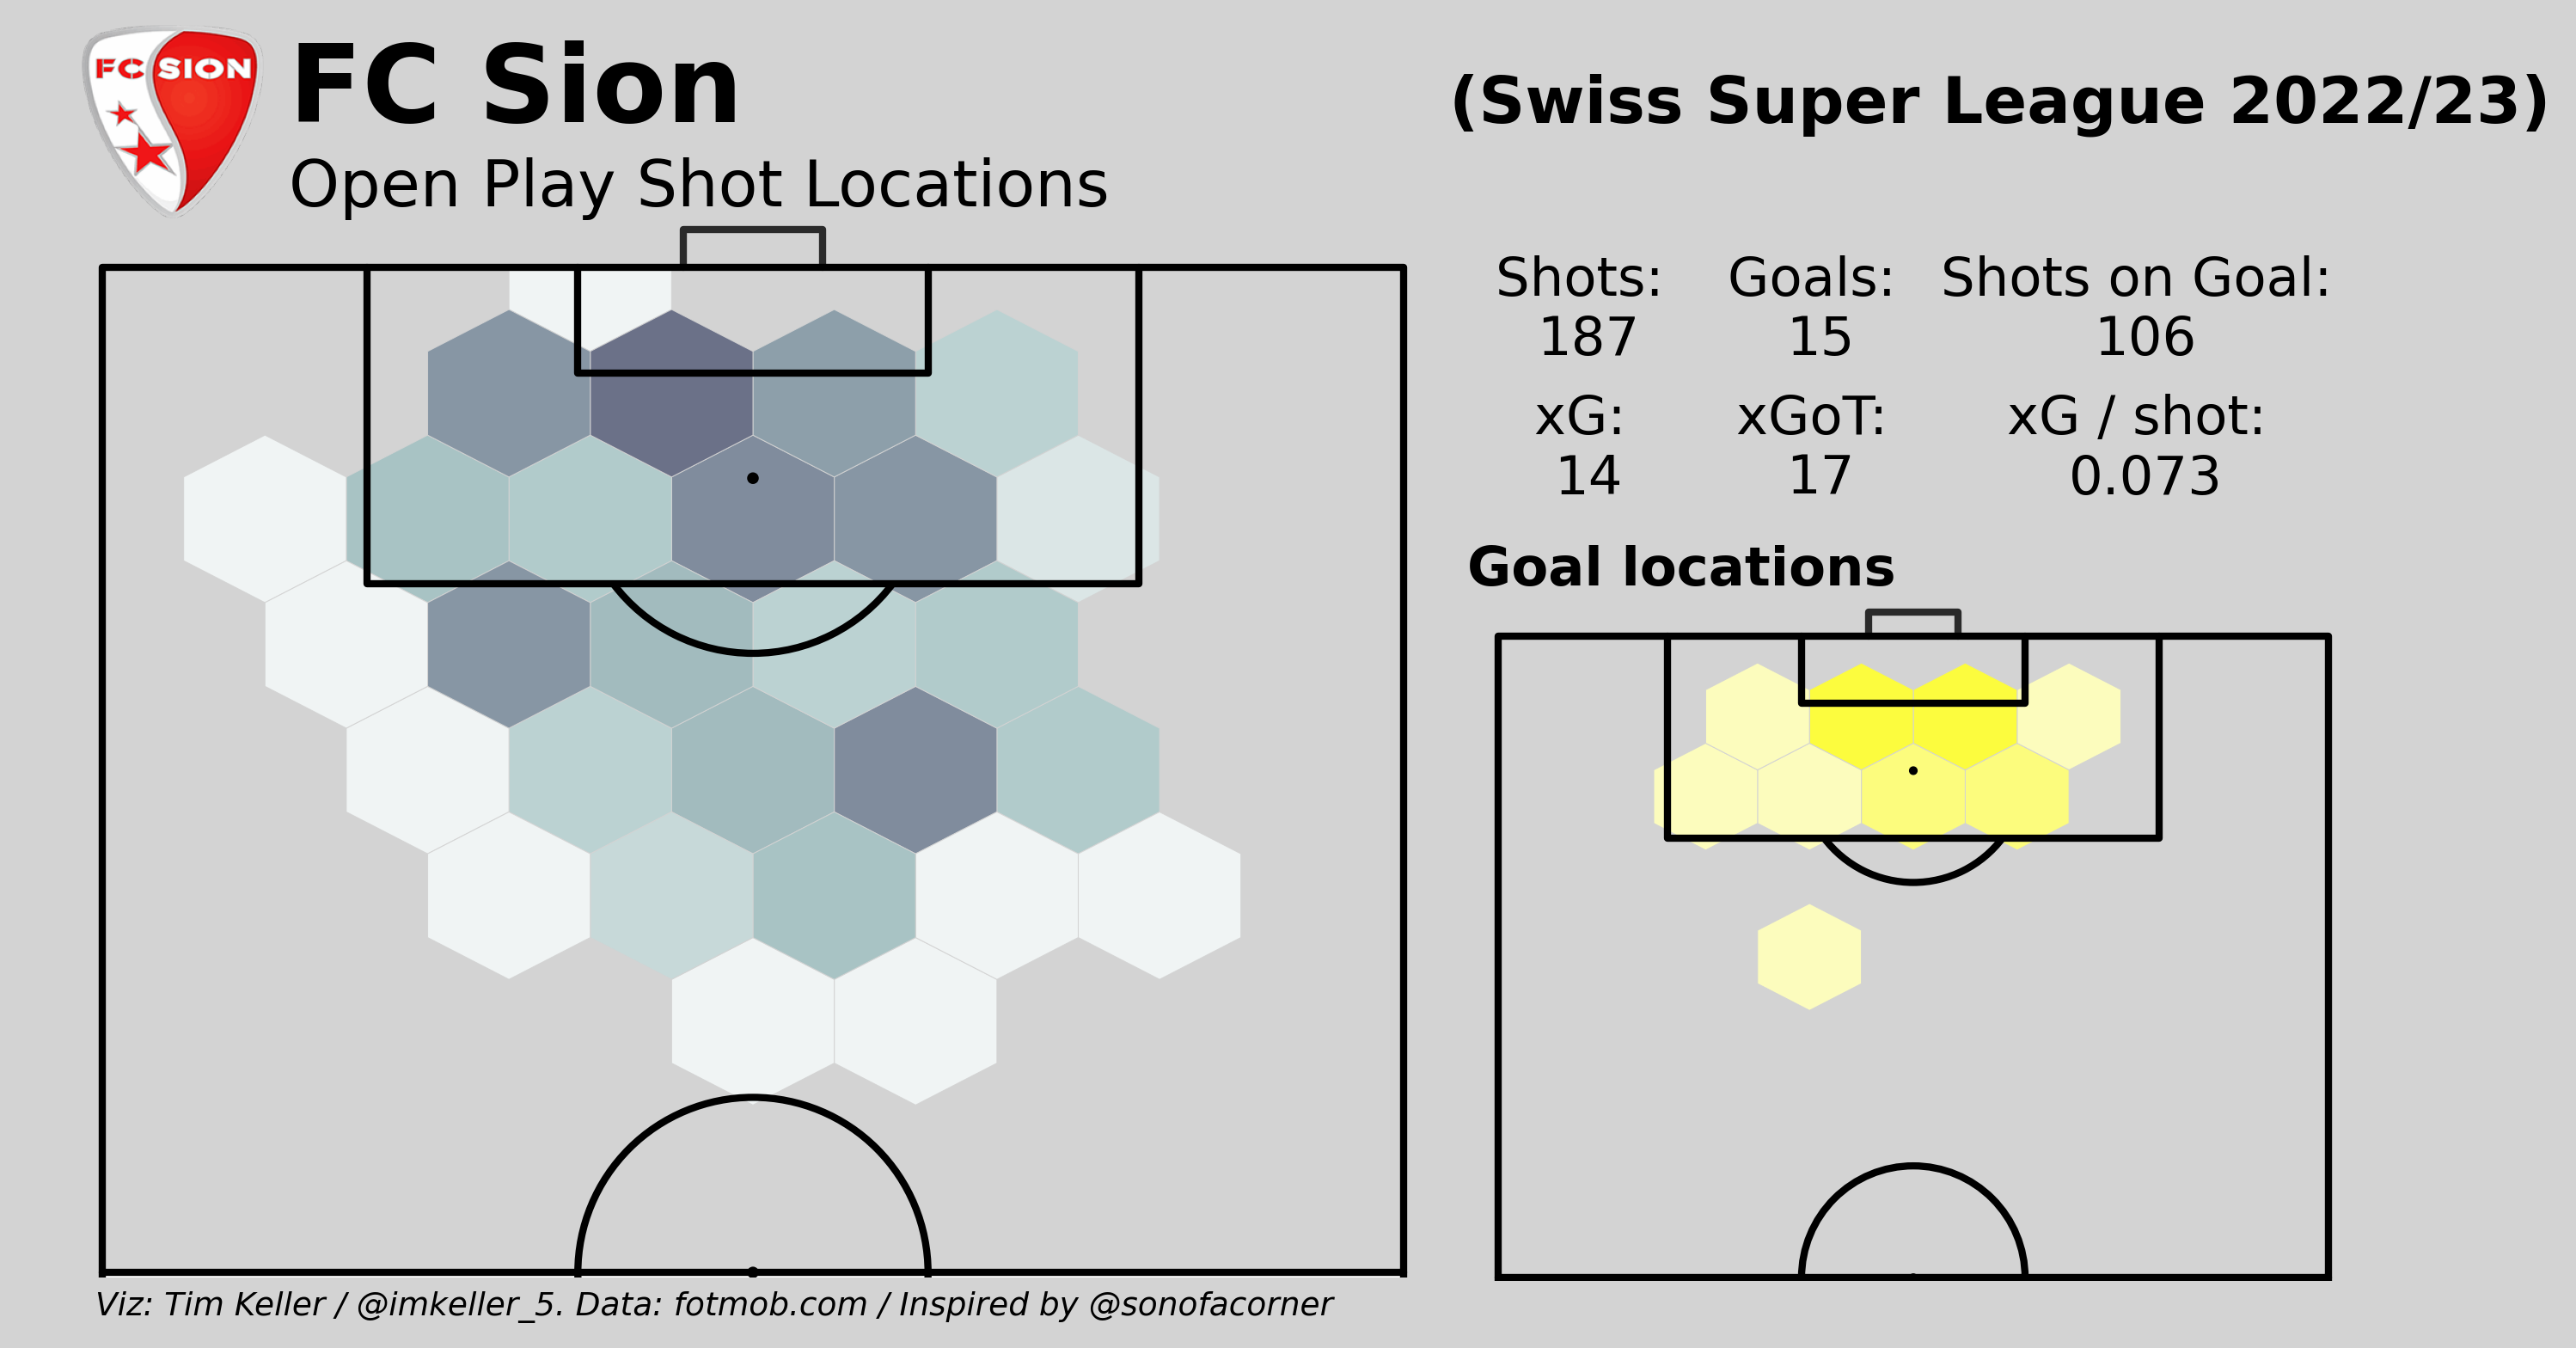 FC SION
FC Sion
(Swiss Super League 2022/23)
Open Play Shot Locations
Shots: Goals: Shots on Goal:
187 15 106
xG: xGoT: xG / shot:
14 17 0.073
Goal locations
Viz: Tim Keller / @imkeller_5. Data: fotmob.com / Inspired by @sonofacorner